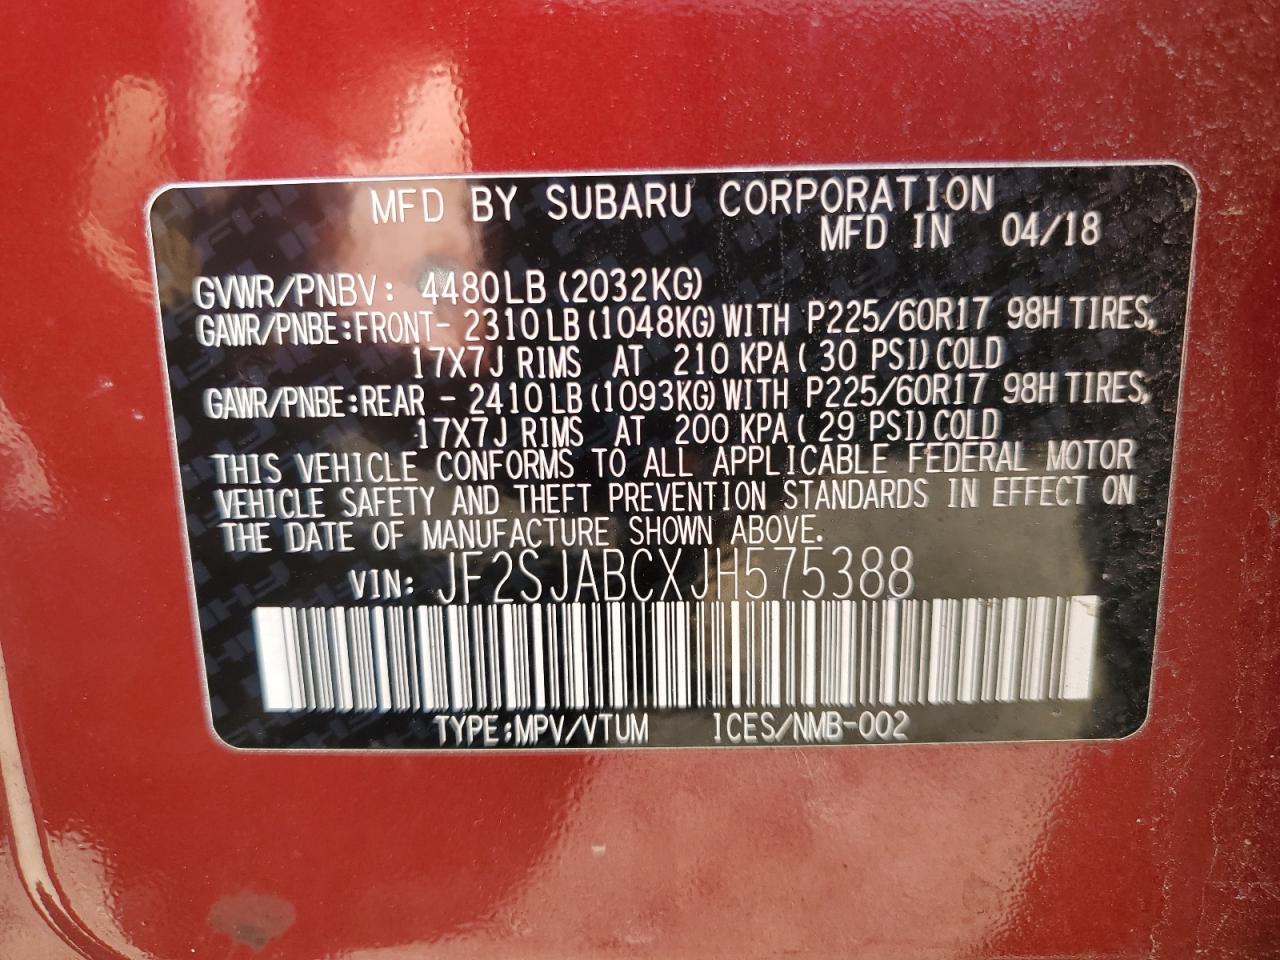 MFD BY SUBARU CORPORATION
MFD IN 04/18
GVWR/PNBV: 4480LB (2032KG)
GAWR/PNBE:FRONT- 2310LB (1048KG) WITH P225/60R17 98H TIRES,
17X7J RIMS AT 210 KPA ( 30 PSI) COLD
GAWR/PNBE:REAR - 2410LB (1093KG) WITH P225/60R17 98H TIRES,
17X7J RIMS AT 200 KPA ( 29 PSI) COLD
THIS VEHICLE CONFORMS TO ALL APPLICABLE FEDERAL MOTOR
VEHICLE SAFETY AND THEFT PREVENTION STANDARDS IN EFFECT ON
THE DATE OF MANUFACTURE SHOWN ABOVE.
VIN: JF2SJABCXJH575388
TYPE:MPV/VTUM ICES/NMB-002